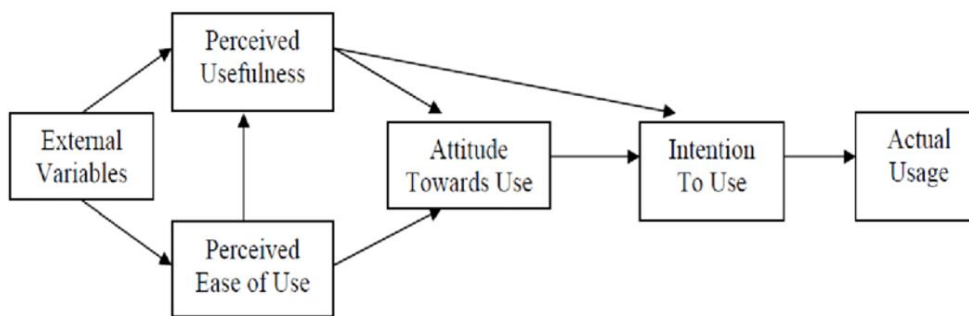 Perceived
Usefulness
External
Variables
Attitude
Towards Use
Intention
To Use
Actual
Usage
Perceived
Ease of Use